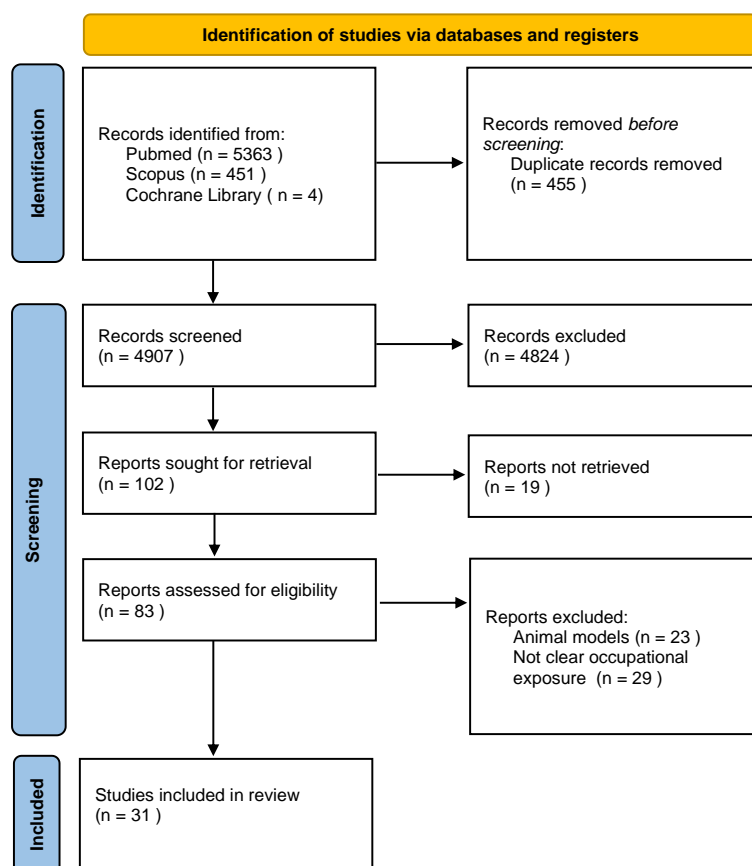 Identification of studies via databases and registers
Identification
Records identified from:
Pubmed (n = 5363 )
Scopus (n = 451 )
Cochrane Library ( n = 4)
Records removed before
screening:
Duplicate records removed
(n = 455 )
Screening
Records screened
(n = 4907 )
Records excluded
(n = 4824 )
Reports sought for retrieval
(n = 102 )
Reports not retrieved
(n = 19 )
Reports assessed for eligibility
(n = 83 )
Reports excluded:
Animal models (n = 23 )
Not clear occupational
exposure (n = 29 )
Included
Studies included in review
(n = 31 )